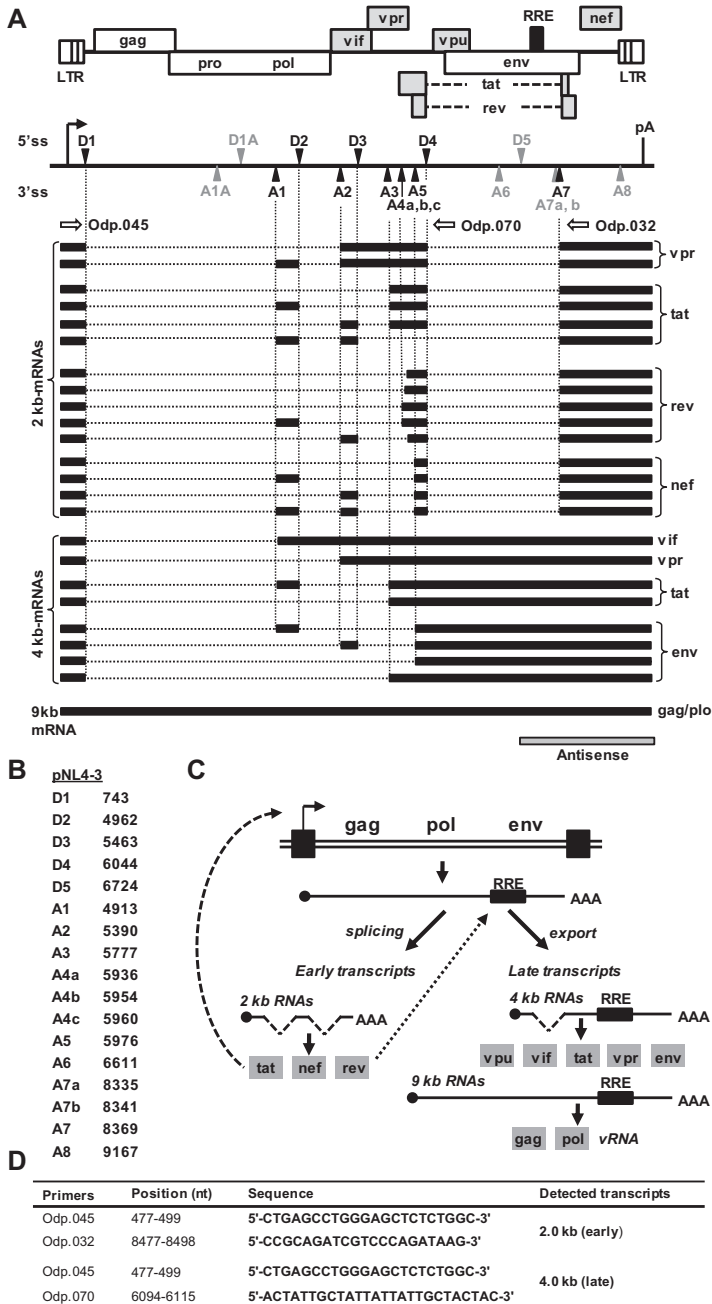 A
vpr
RRE
nef
gag
vif
vpu
LTR
pro pol
env
LTR
tat
rev
5'ss
D1
D1A
D2
D3
D4
D5
pA
3'ss
A1A
A1
A2
A3
A5
A6
A7
A8
A4a,b,c
A7a, b
Odp.045
Odp.070
Odp.032
2 kb-mRNAs
vpr
tat
rev
nef
4 kb-mRNAs
vif
vpr
tat
env
9kb
mRNA
gag/plo
Antisense
B
pNL4-3
D1 743
D2 4962
D3 5463
D4 6044
D5 6724
A1 4913
A2 5390
A3 5777
A4a 5936
A4b 5954
A4c 5960
A5 5976
A6 6611
A7a 8335
A7b 8341
A7 8369
A8 9167
C
gag pol env
RRE
AAA
splicing
export
Early transcripts
Late transcripts
2 kb RNAs
AAA
tat nef rev
4 kb RNAs
RRE
AAA
vpu vif tat vpr env
9 kb RNAs
RRE
AAA
gag pol vRNA
D
Primers Position (nt) Sequence Detected transcripts
Odp.045 477-499 5'-CTGAGCCTGGGAGCTCTCTGGC-3'
2.0 kb (early)
Odp.032 8477-8498 5'-CCGCAGATCGTCCCAGATAAG-3'
Odp.045 477-499 5'-CTGAGCCTGGGAGCTCTCTGGC-3'
4.0 kb (late)
Odp.070 6094-6115 5'-ACTATTGCTATTATTATTGCTACTAC-3'